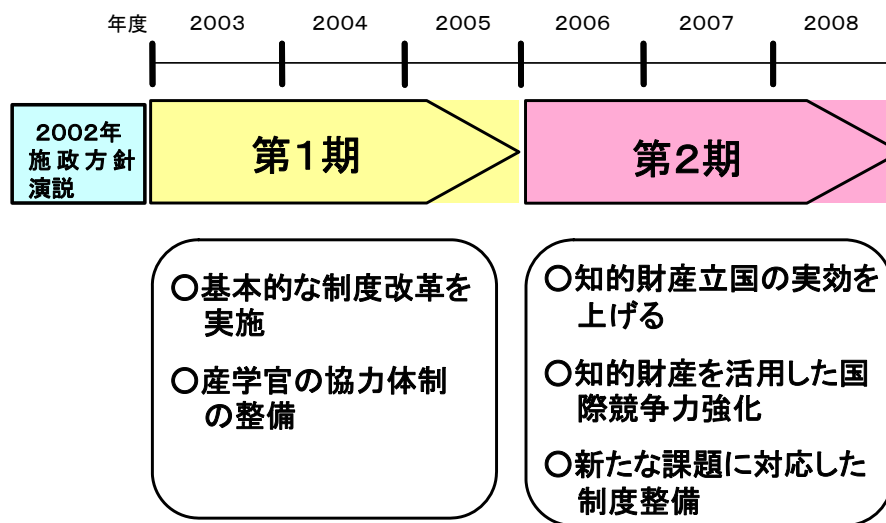 年度 2003 2004 2005 2006 2007 2008
2002年
施政方針
演説
第1期
第2期
○基本的な制度改革を
実施
○産学官の協力体制
の整備
○知的財産立国の実効を
上げる
○知的財産を活用した国
際競争力強化
○新たな課題に対応した
制度整備